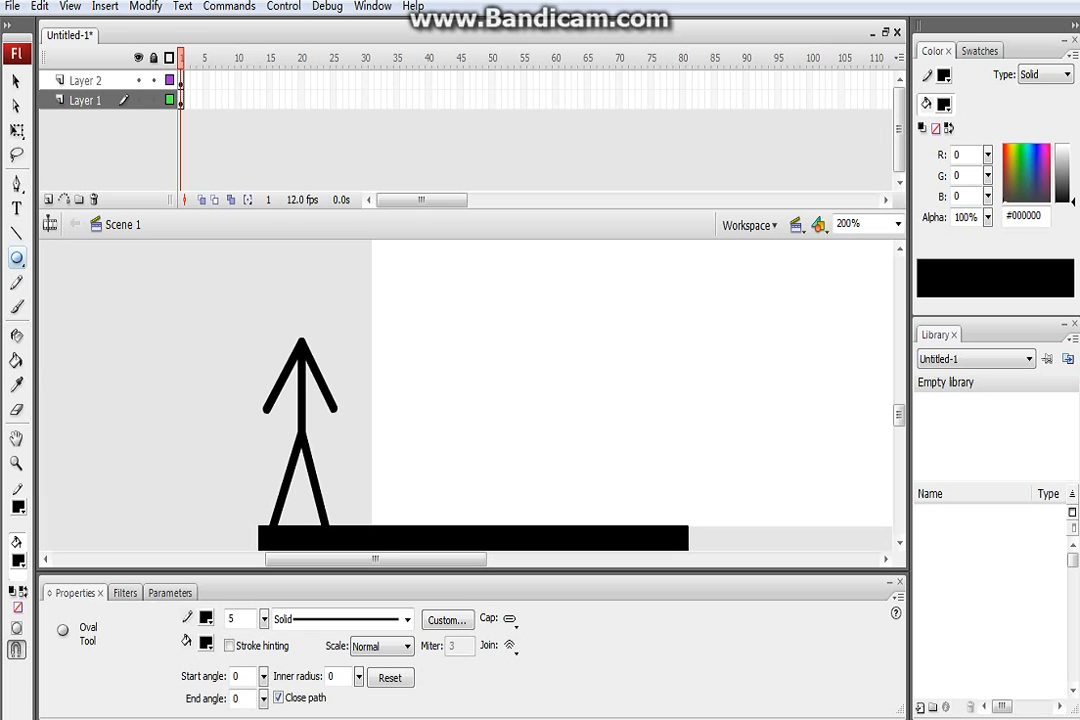 File Edit View Insert Modify Text Commands Control Debug Window Help
www.Bandicam.com
Untitled-1*
Fl
1 5 10 15 20 25 30 35 40 45 50 55 60 65 70 75 80 85 90 95 100 105 110
Layer 2
Layer 1
1 12.0 fps 0.0s
Scene 1
Workspace
200%
Properties Filters Parameters
Oval
Tool
5
Solid
Custom...
Cap:
Stroke hinting
Scale: Normal
Miter: 3
Join:
Start angle: 0
Inner radius: 0
Reset
End angle: 0
Close path
Color Swatches
Type: Solid
R: 0
G: 0
B: 0
Alpha: 100%
#000000
Library
Untitled-1
Empty library
Name Type